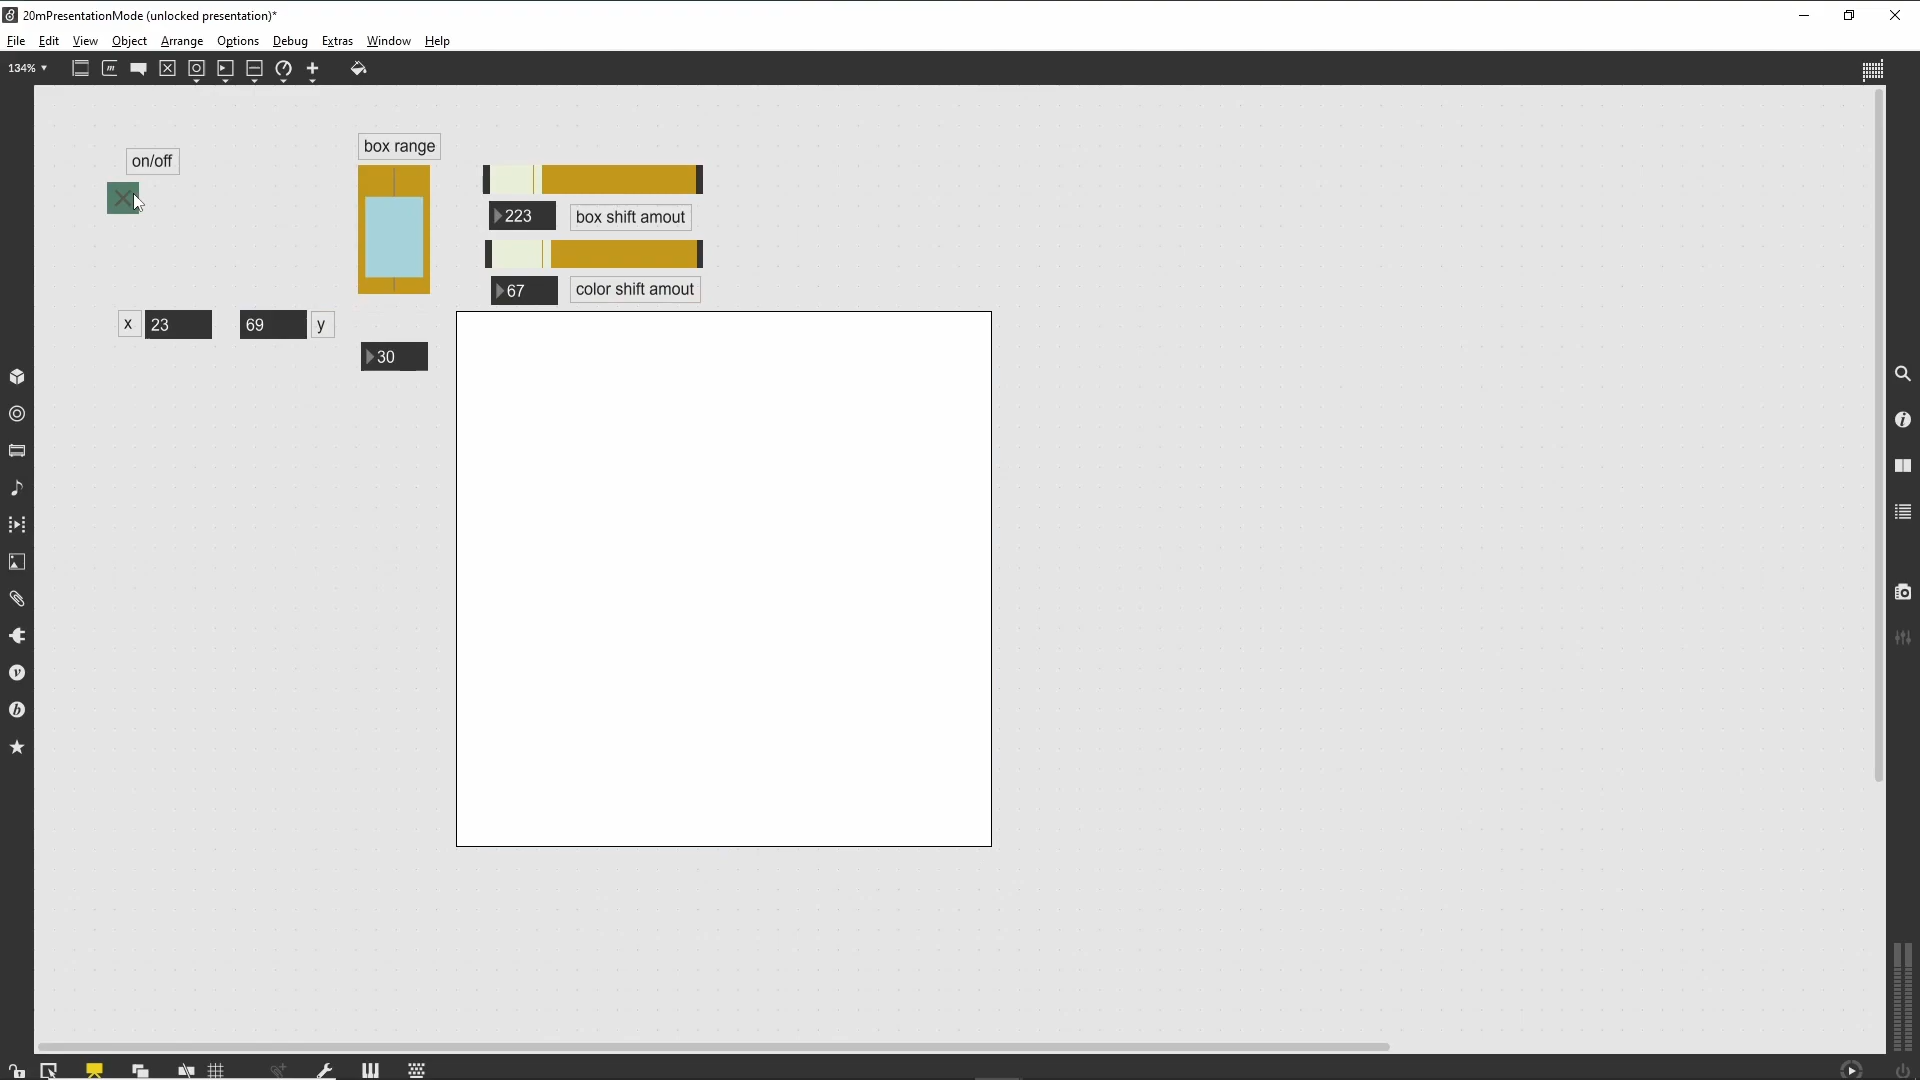 20mPresentationMode (unlocked presentation)*
File Edit View Object Arrange Options Debug Extras Window Help
134%
on/off
box range
223
box shift amout
67
color shift amout
x
23
69
y
30